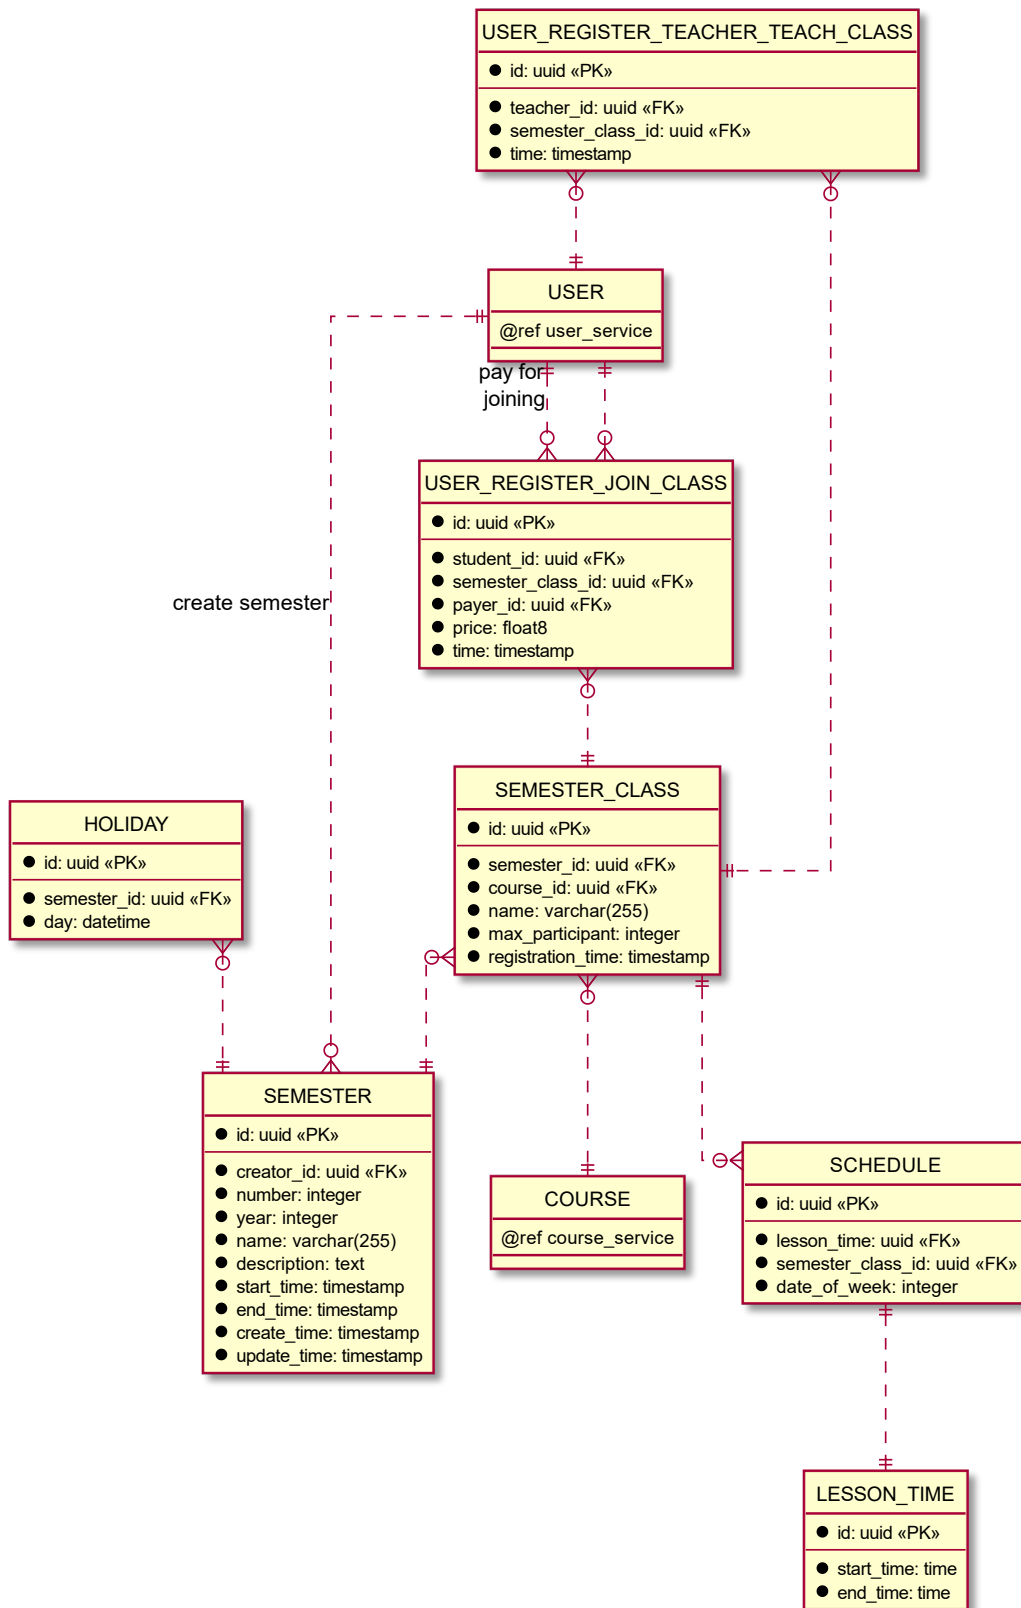 USER_REGISTER_TEACHER_TEACH_CLASS
id: uuid «PK»
teacher_id: uuid «FK»
semester_class_id: uuid «FK»
time: timestamp
USER
@ref user_service
pay for
joining
USER_REGISTER_JOIN_CLASS
id: uuid «PK»
student_id: uuid «FK»
semester_class_id: uuid «FK»
payer_id: uuid «FK»
price: float8
time: timestamp
create semester
SEMESTER_CLASS
id: uuid «PK»
semester_id: uuid «FK»
course_id: uuid «FK»
name: varchar(255)
max_participant: integer
registration_time: timestamp
HOLIDAY
id: uuid «PK»
semester_id: uuid «FK»
day: datetime
SEMESTER
id: uuid «PK»
creator_id: uuid «FK»
number: integer
year: integer
name: varchar(255)
description: text
start_time: timestamp
end_time: timestamp
create_time: timestamp
update_time: timestamp
COURSE
@ref course_service
SCHEDULE
id: uuid «PK»
lesson_time: uuid «FK»
semester_class_id: uuid «FK»
date_of_week: integer
LESSON_TIME
id: uuid «PK»
start_time: time
end_time: time